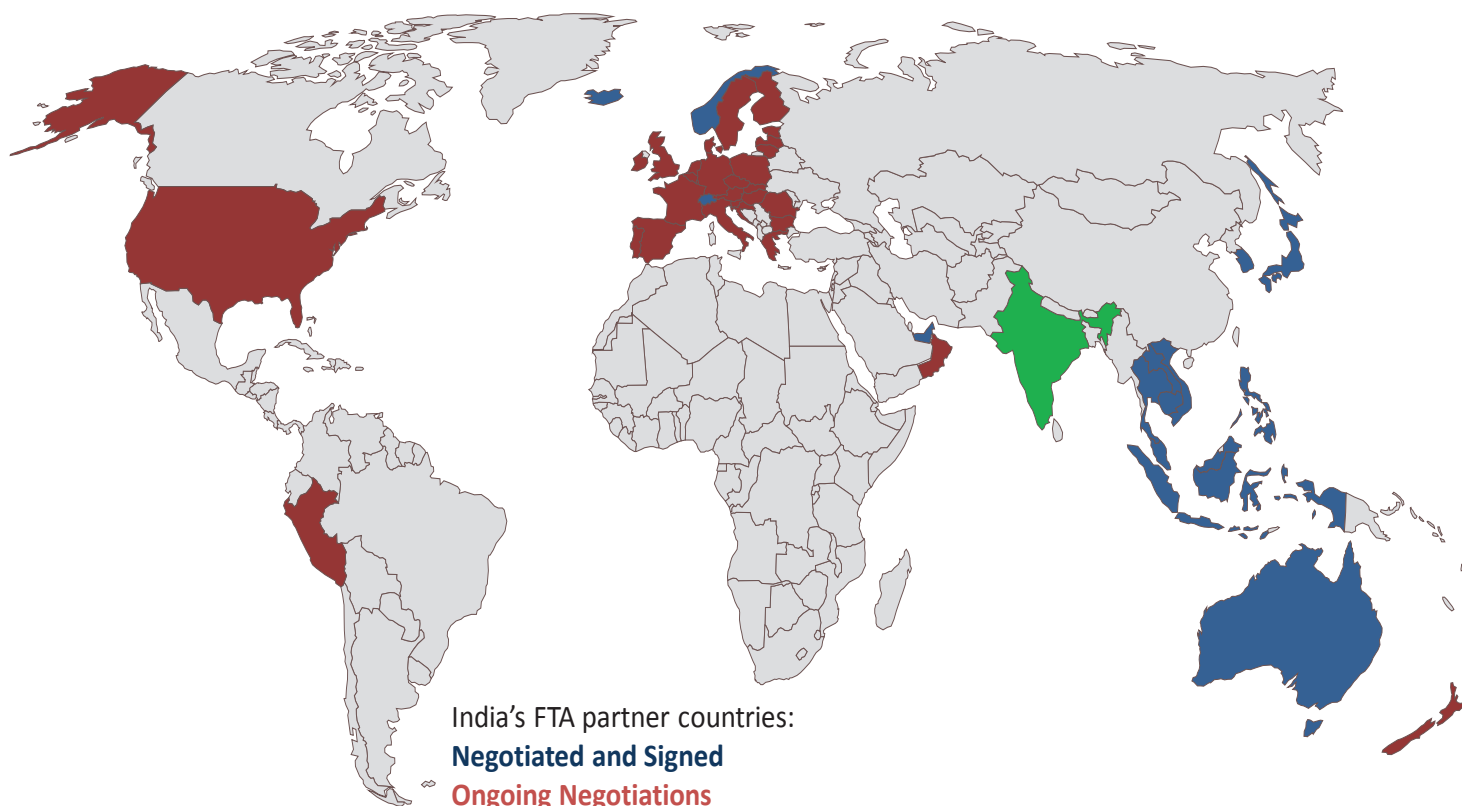 India’s FTA partner countries:
Negotiated and Signed
Ongoing Negotiations